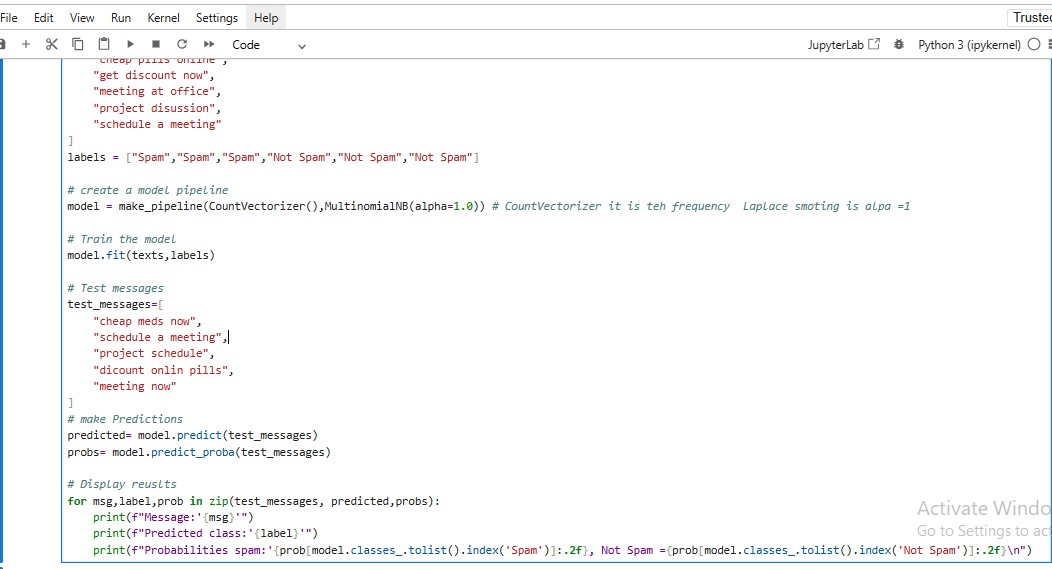 File Edit View Run Kernel Settings Help Trusted
Code JupyterLab Python 3 (ipykernel)
"cheap pills online",
"get discount now",
"meeting at office",
"project disussion",
"schedule a meeting"
]
labels = ["Spam","Spam","Spam","Not Spam","Not Spam","Not Spam"]
# create a model pipeline
model = make_pipeline(CountVectorizer(),MultinomialNB(alpha=1.0)) # CountVectorizer it is teh frequency Laplace smoting is alpa =1
# Train the model
model.fit(texts,labels)
# Test messages
test_messages=[
"cheap meds now",
"schedule a meeting",
"project schedule",
"dicount onlin pills",
"meeting now"
]
# make Predictions
predicted= model.predict(test_messages)
probs= model.predict_proba(test_messages)
# Display reuslts
for msg,label,prob in zip(test_messages, predicted,probs):
print(f"Message:'{msg}'")
print(f"Predicted class:'{label}'")
print(f"Probabilities spam:'{prob[model.classes_.tolist().index('Spam')]:.2f}, Not Spam ={prob[model.classes_.tolist().index('Not Spam')]:.2f}\n")
Activate Windo
Go to Settings to act